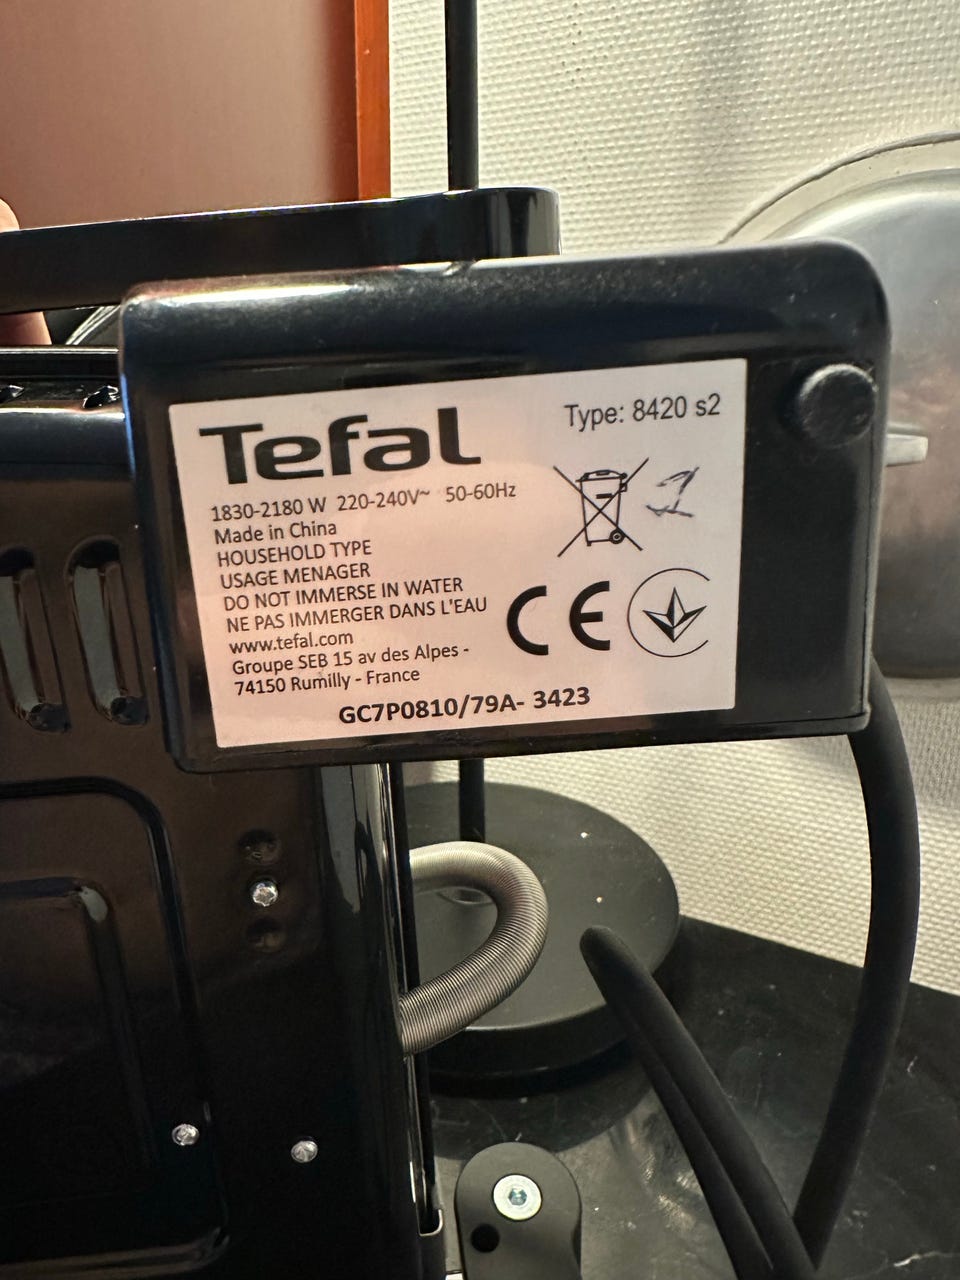 Tefal
Type: 8420 s2
1830-2180 W 220-240V~ 50-60Hz
Made in China
HOUSEHOLD TYPE
USAGE MENAGER
DO NOT IMMERSE IN WATER
NE PAS IMMERGER DANS L'EAU
www.tefal.com
Groupe SEB 15 av des Alpes -
74150 Rumilly - France
CE
GC7P0810/79A- 3423